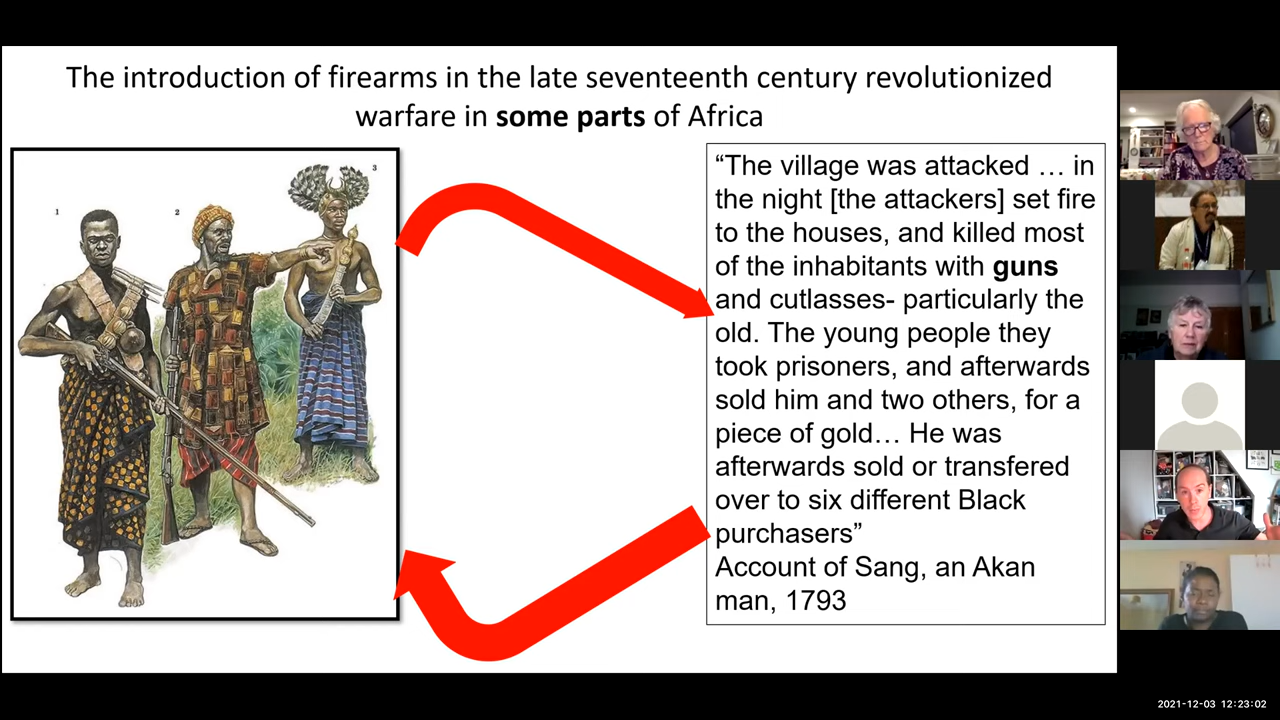 The introduction of firearms in the late seventeenth century revolutionized
warfare in some parts of Africa
1
2
3
“The village was attacked … in
the night [the attackers] set fire
to the houses, and killed most
of the inhabitants with guns
and cutlasses- particularly the
old. The young people they
took prisoners, and afterwards
sold him and two others, for a
piece of gold… He was
afterwards sold or transfered
over to six different Black
purchasers”
Account of Sang, an Akan
man, 1793
2021-12-03 12:23:02